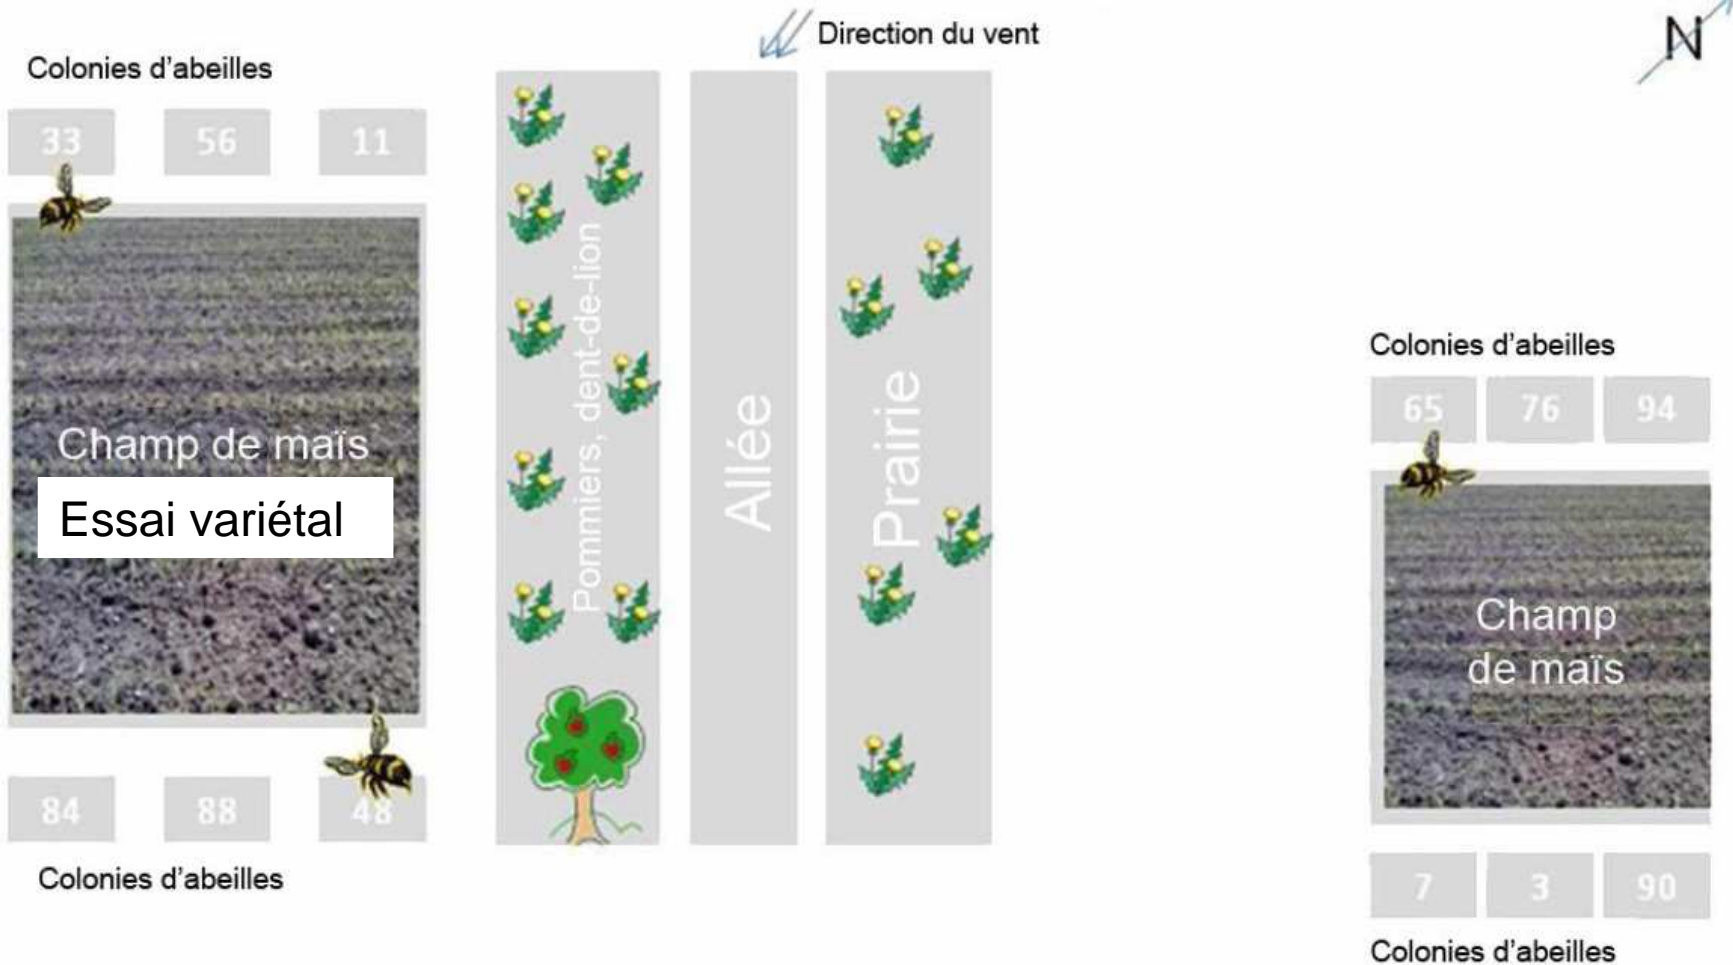 Direction du vent
N
Colonies d'abeilles
33 56 11
Champ de maïs
Essai variétal
84 88 48
Colonies d'abeilles
Pommiers, dent-de-lion
Allée
Prairie
Colonies d'abeilles
65 76 94
Champ
de maïs
7 3 90
Colonies d'abeilles